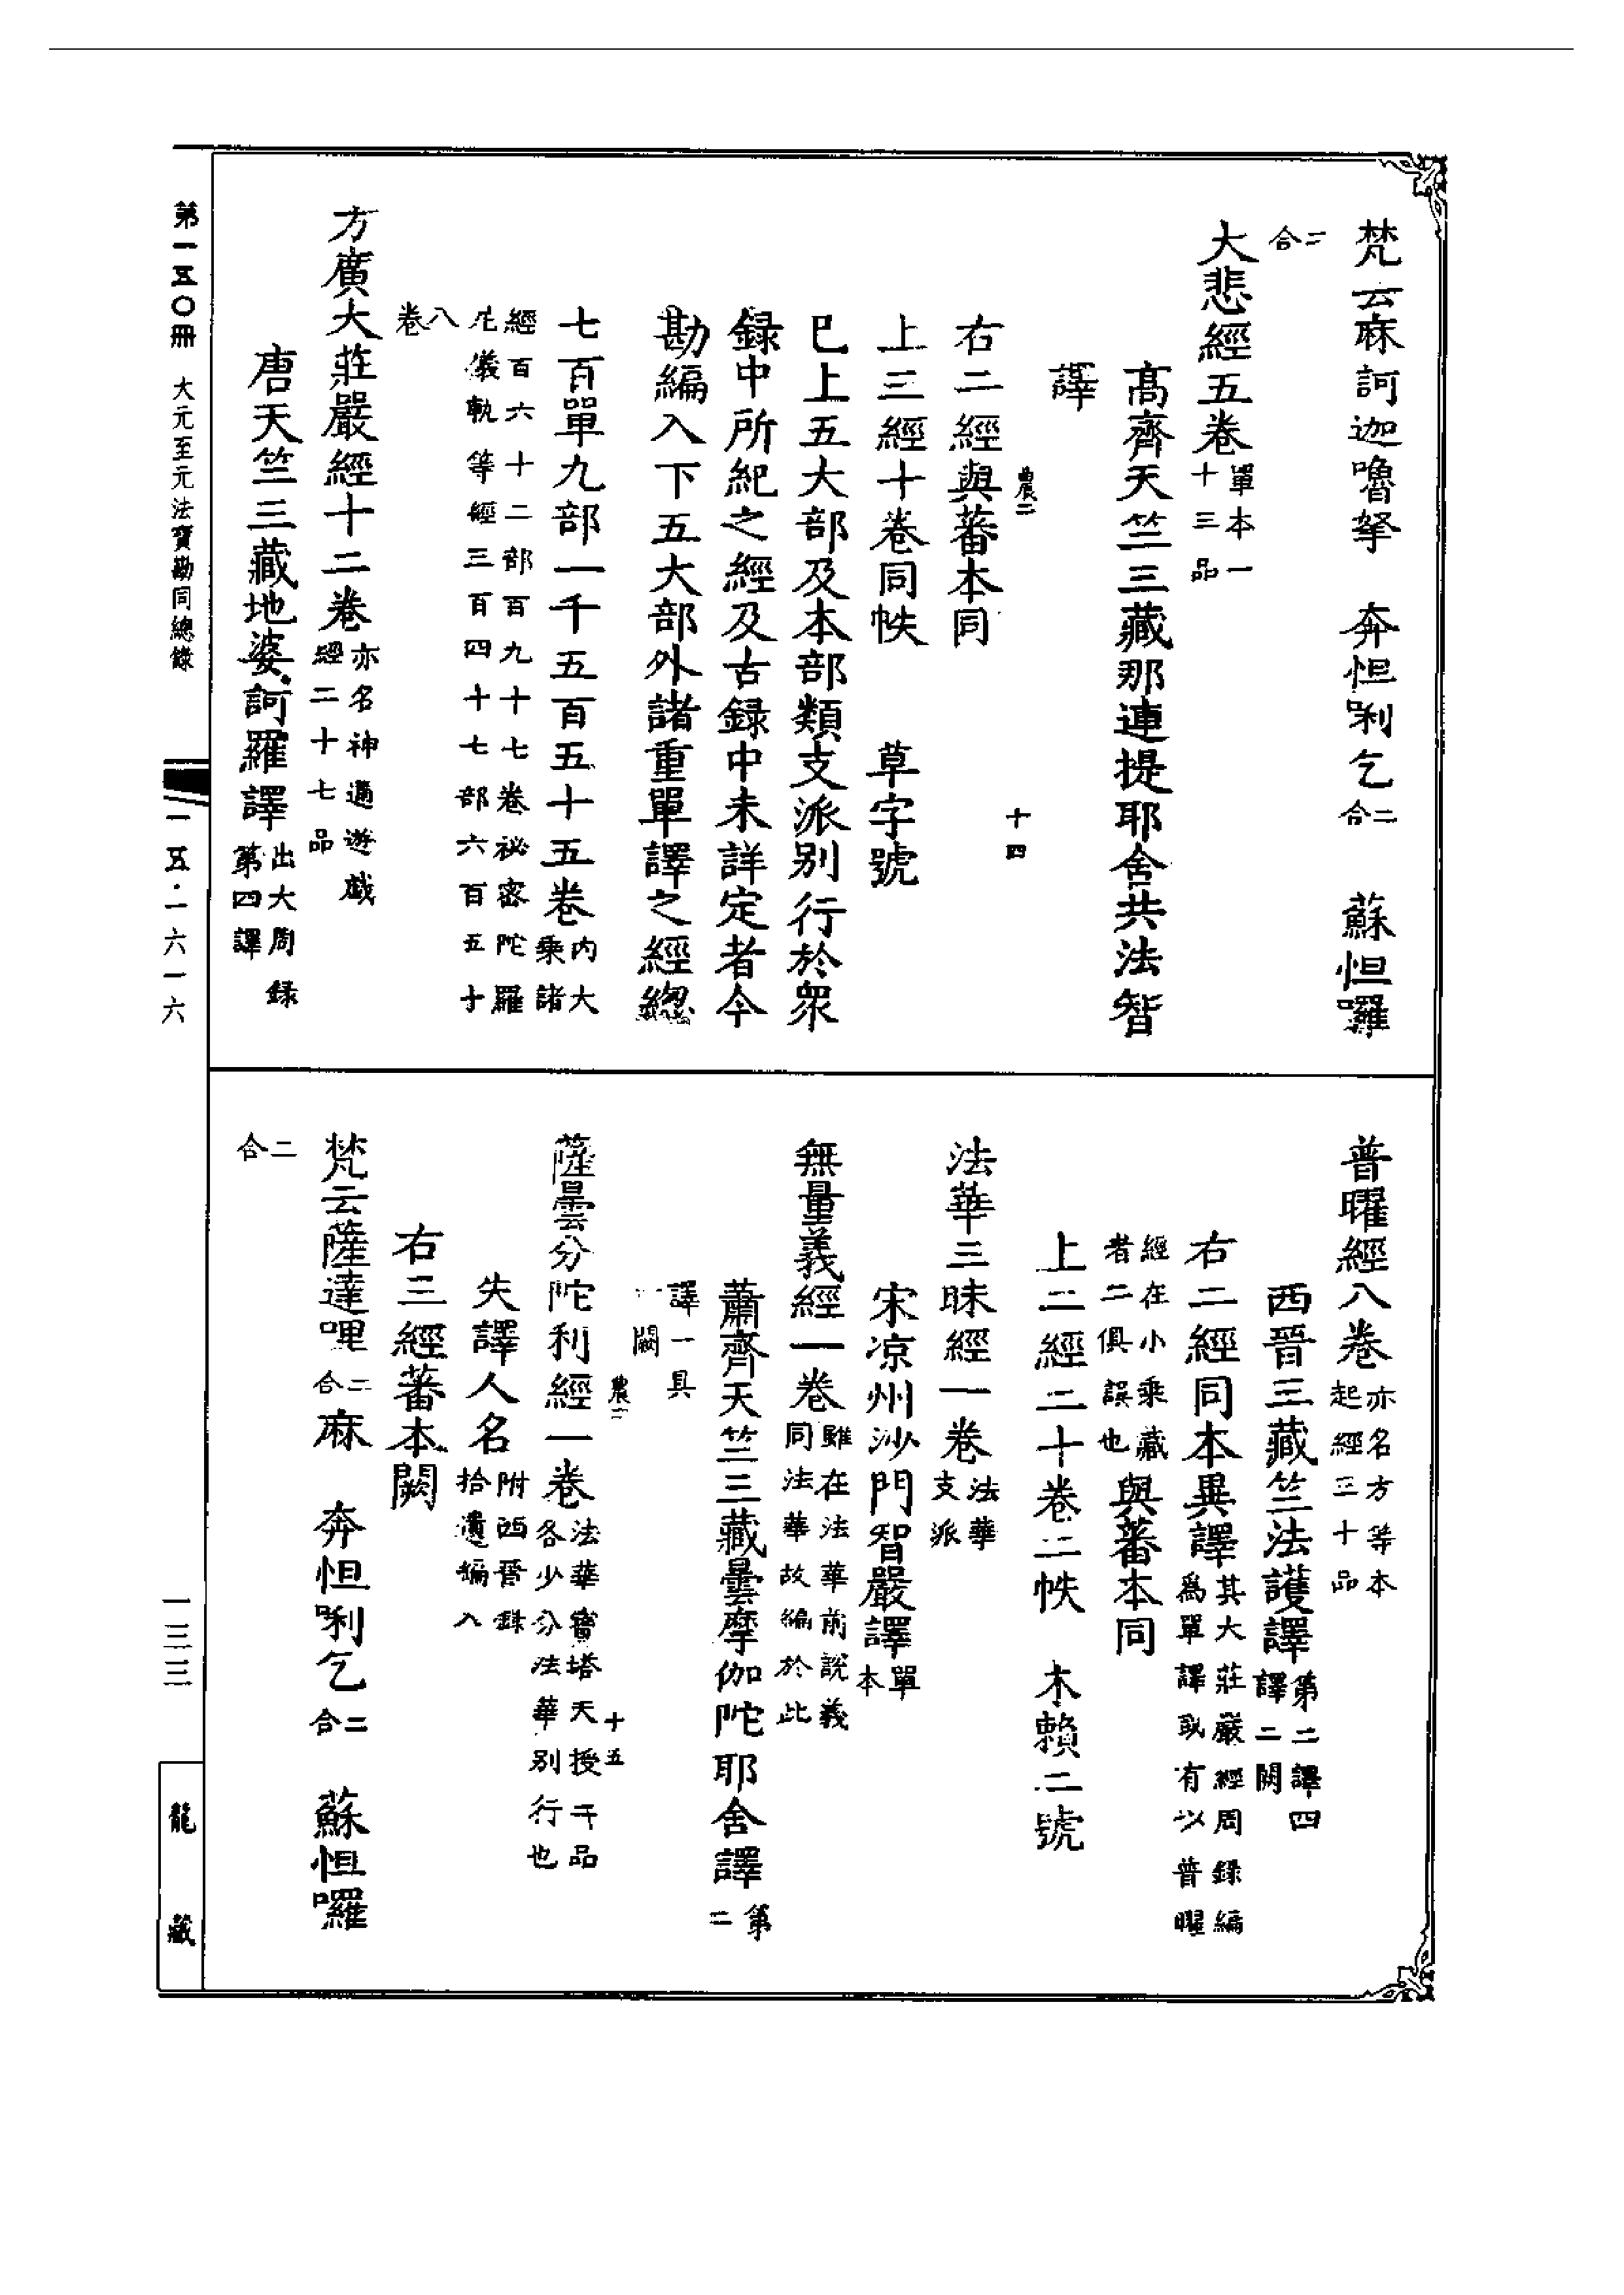 梵云麻訶迦嚕拏　奔怛唎乞二合　蘇怛囉
二合
大悲經五卷單本一十三品
高齊天竺三藏那連提耶舍共法智
譯
農二　十四
右二經與蕃本同
上三經十卷同帙　草字號
巳上五大部及本部類支派別行於衆
録中所紀之經及古録中未詳定者今
勘編入下五大部外諸重單譯之經總
七百單九部一千五百五十五卷內大乘諸
經百六十二部百九十七卷祕密陀羅
尼儀軌等經三百四十七部六百五十
八卷
方廣大莊嚴經十二卷亦名神通遊戲經二十七品
唐天竺三藏地婆訶羅譯出大周録第四譯
第一五〇冊　大元至元法寶勘同總錄
一五·一六一六
普曜經八卷亦名方等本起經三十品
西晉三藏竺法護譯第二譯四譯二闕
右二經同本異譯其大莊嚴經周録編爲單譯或有以普曜
經在小乘藏者二俱誤也與蕃本同
上二經二十卷二帙　木賴二號
法華三昧經一卷法華支派
宋凉州沙門智嚴譯單本
無量義經一卷雖在法華前說義同法華故編於此
蕭齊天竺三藏曇摩伽陀耶舍譯第二
譯一具一闕
農三　十五
薩曇分陀利經一卷法華寶塔天授二品各少分法華別行也
失譯人名附西晉録拾遺編入
右三經蕃本闕
梵云薩達哩二合麻　奔怛唎乞二合　蘇怛囉
二合
一三三
龍藏